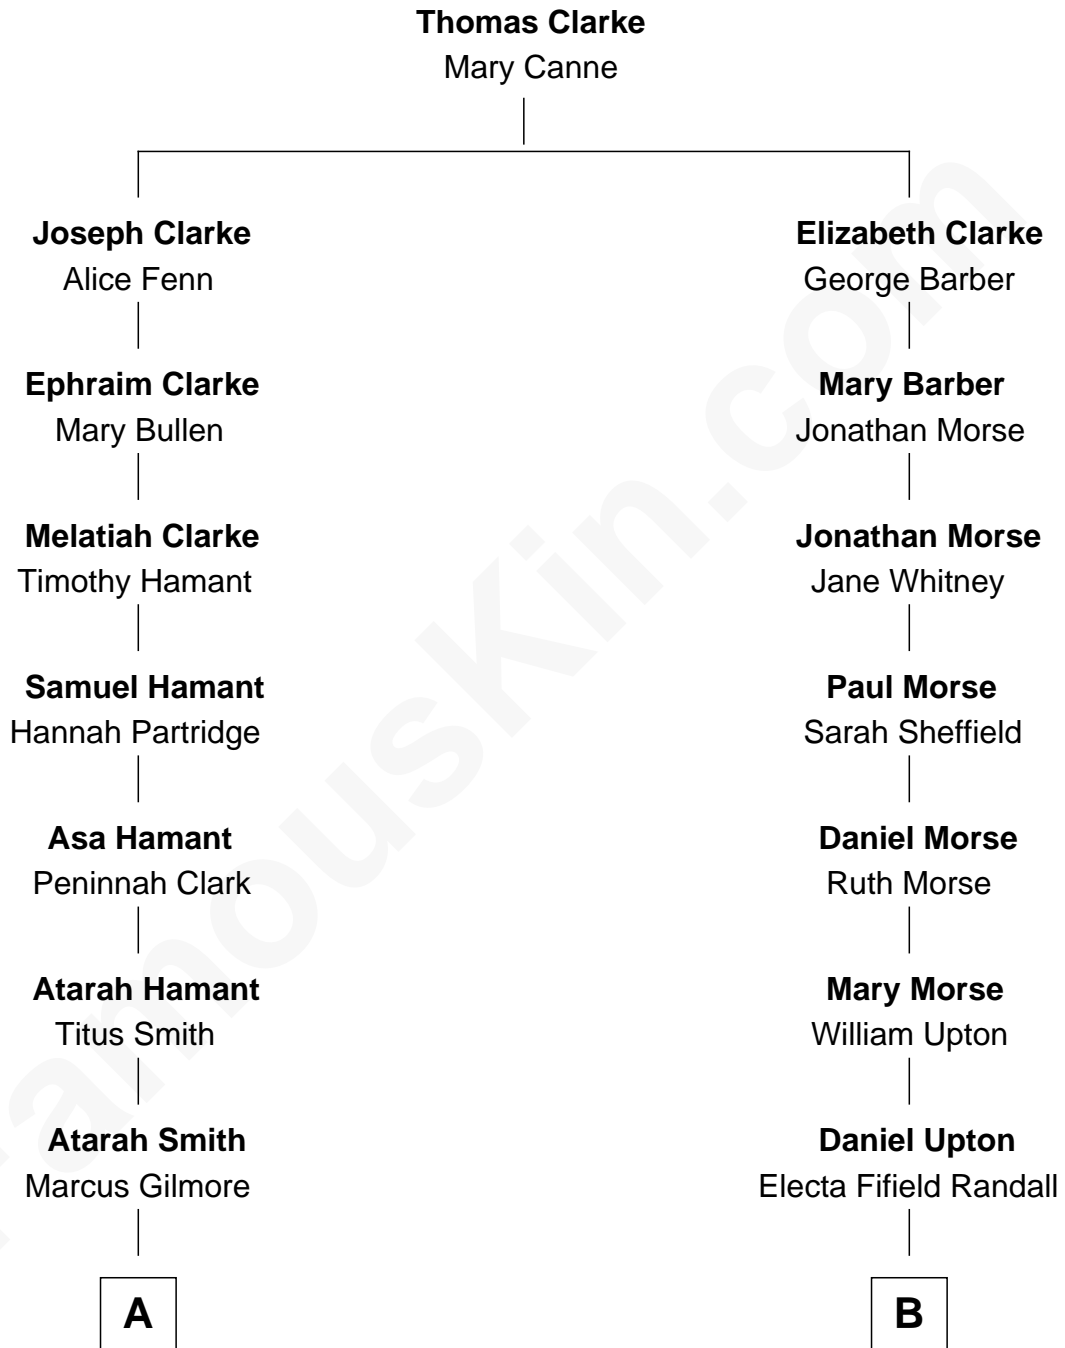 Thomas Clarke
Mary Canne
Joseph Clarke
Alice Fenn
Elizabeth Clarke
George Barber
Ephraim Clarke
Mary Bullen
Mary Barber
Jonathan Morse
Melatiah Clarke
Timothy Hamant
Jonathan Morse
Jane Whitney
Samuel Hamant
Hannah Partridge
Paul Morse
Sarah Sheffield
Asa Hamant
Peninnah Clark
Daniel Morse
Ruth Morse
Atarah Hamant
Titus Smith
Mary Morse
William Upton
Atarah Smith
Marcus Gilmore
Daniel Upton
Electa Fifield Randall
A
B
FamousKin.com